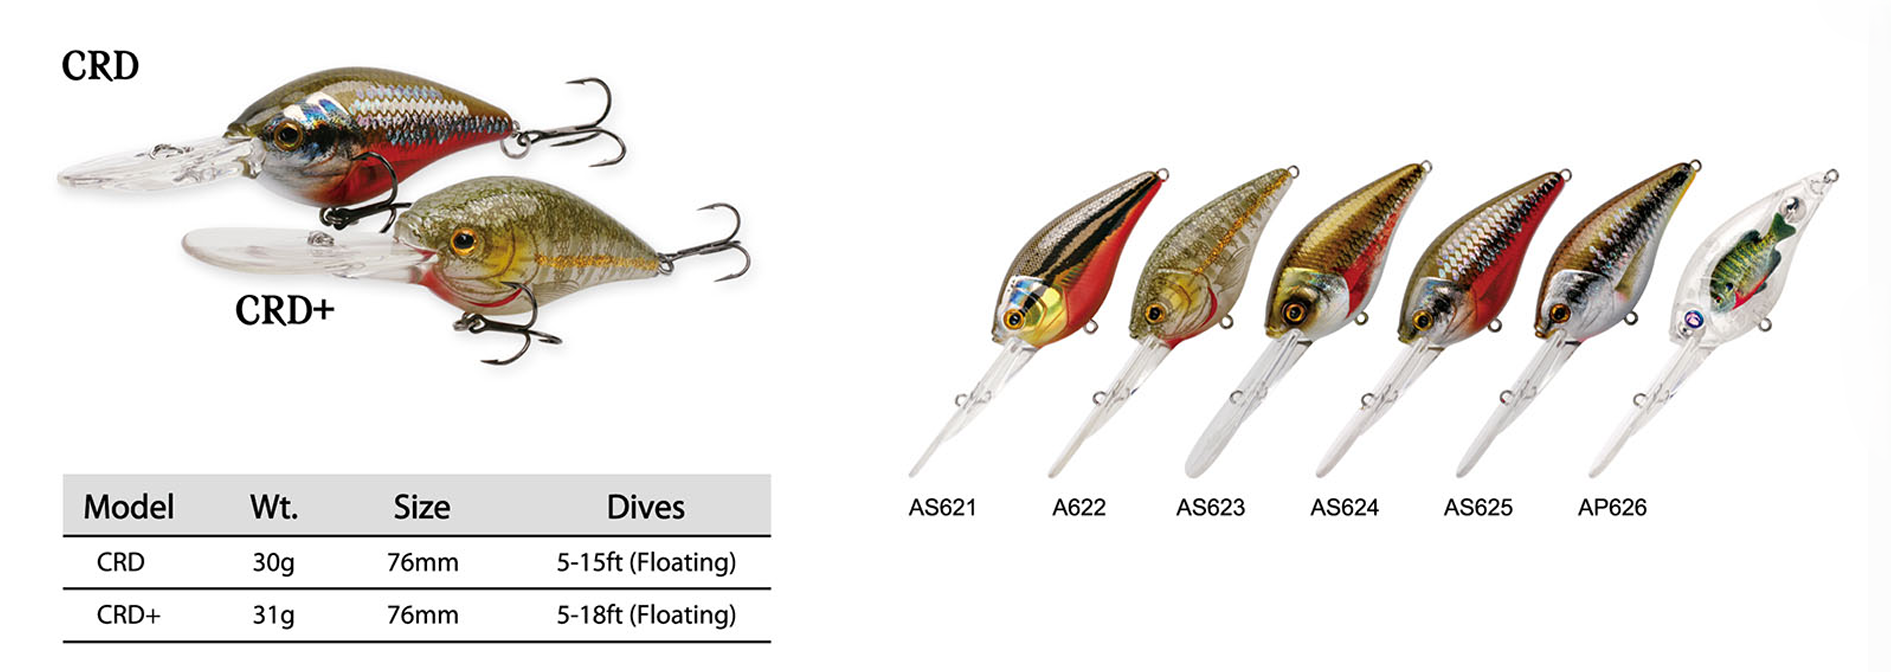 CRD
CRD+
Model Wt. Size Dives
CRD 30g 76mm 5-15ft (Floating)
CRD+ 31g 76mm 5-18ft (Floating)
AS621 A622 AS623 AS624 AS625 AP626